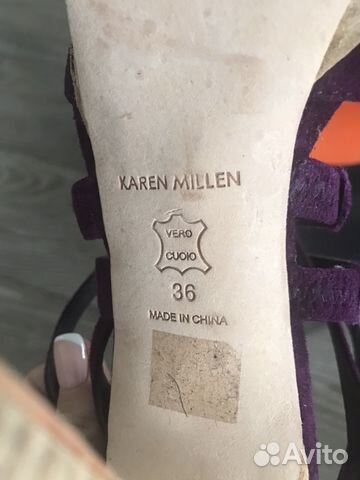 KAREN MILLEN
VERO
CUOIO
36
MADE IN CHINA
Avito